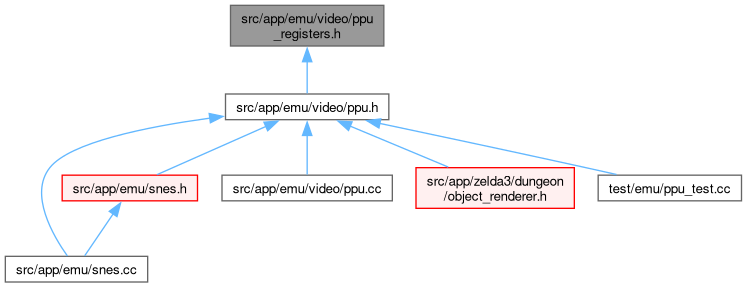 src/app/emu/video/ppu
_registers.h
src/app/emu/video/ppu.h
src/app/emu/snes.h
src/app/emu/video/ppu.cc
src/app/zelda3/dungeon
/object_renderer.h
test/emu/ppu_test.cc
src/app/emu/snes.cc